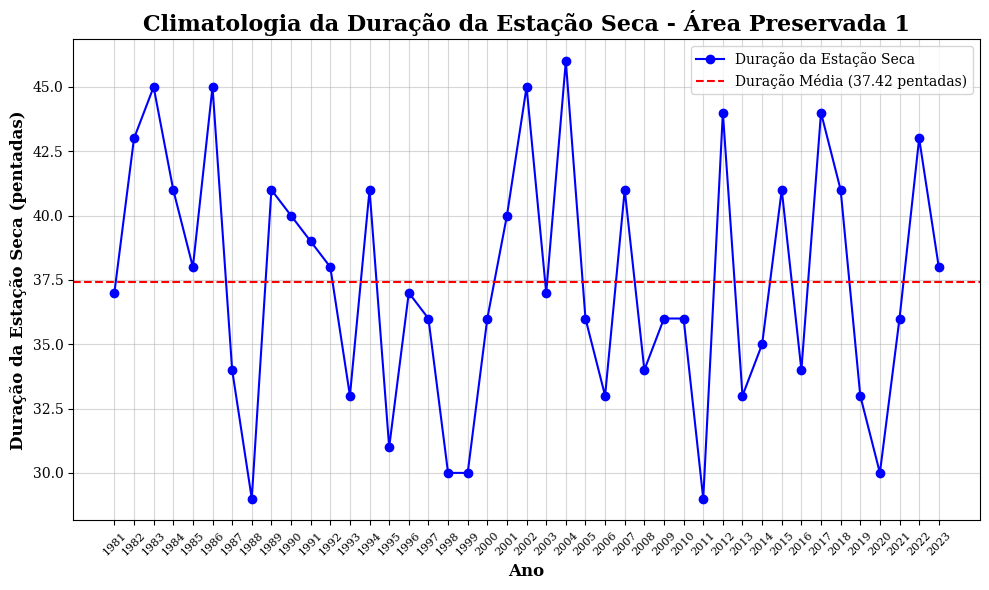 Climatologia da Duração da Estação Seca - Área Preservada 1
Duração da Estação Seca
Duração Média (37.42 pentadas)
Duração da Estação Seca (pentadas)
45.0
42.5
40.0
37.5
35.0
32.5
30.0
1981 1982 1983 1984 1985 1986 1987 1988 1989 1990 1991 1992 1993 1994 1995 1996 1997 1998 1999 2000 2001 2002 2003 2004 2005 2006 2007 2008 2009 2010 2011 2012 2013 2014 2015 2016 2017 2018 2019 2020 2021 2022 2023
Ano